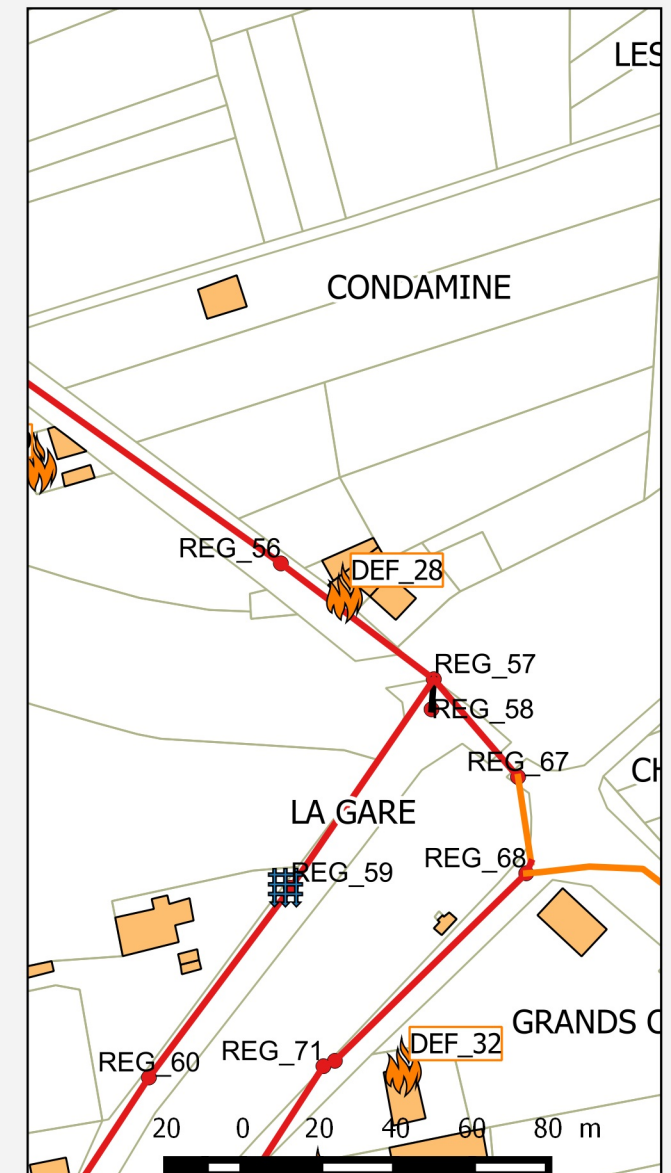 LES
CONDAMINE
REG_56
DEF_28
REG_57
REG_58
REG_67
CH
LA GARE
REG_68
REG_59
GRANDS
DEF_32
REG_71
REG_60
20 0 20 40 60 80 m